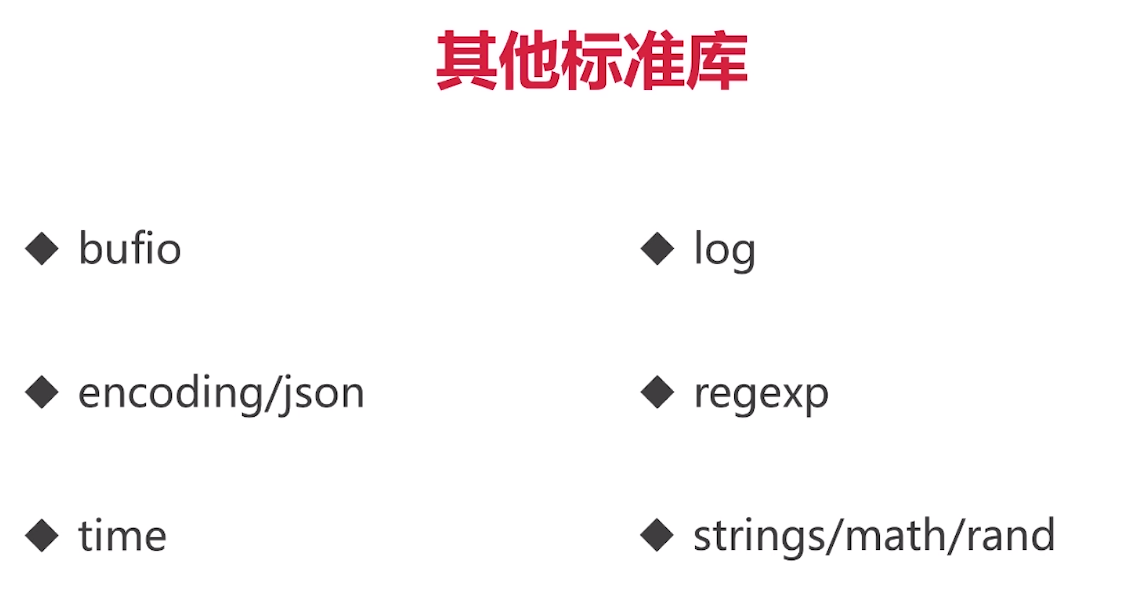 其他标准库
◆ bufio
◆ log
◆ encoding/json
◆ regexp
◆ time
◆ strings/math/rand